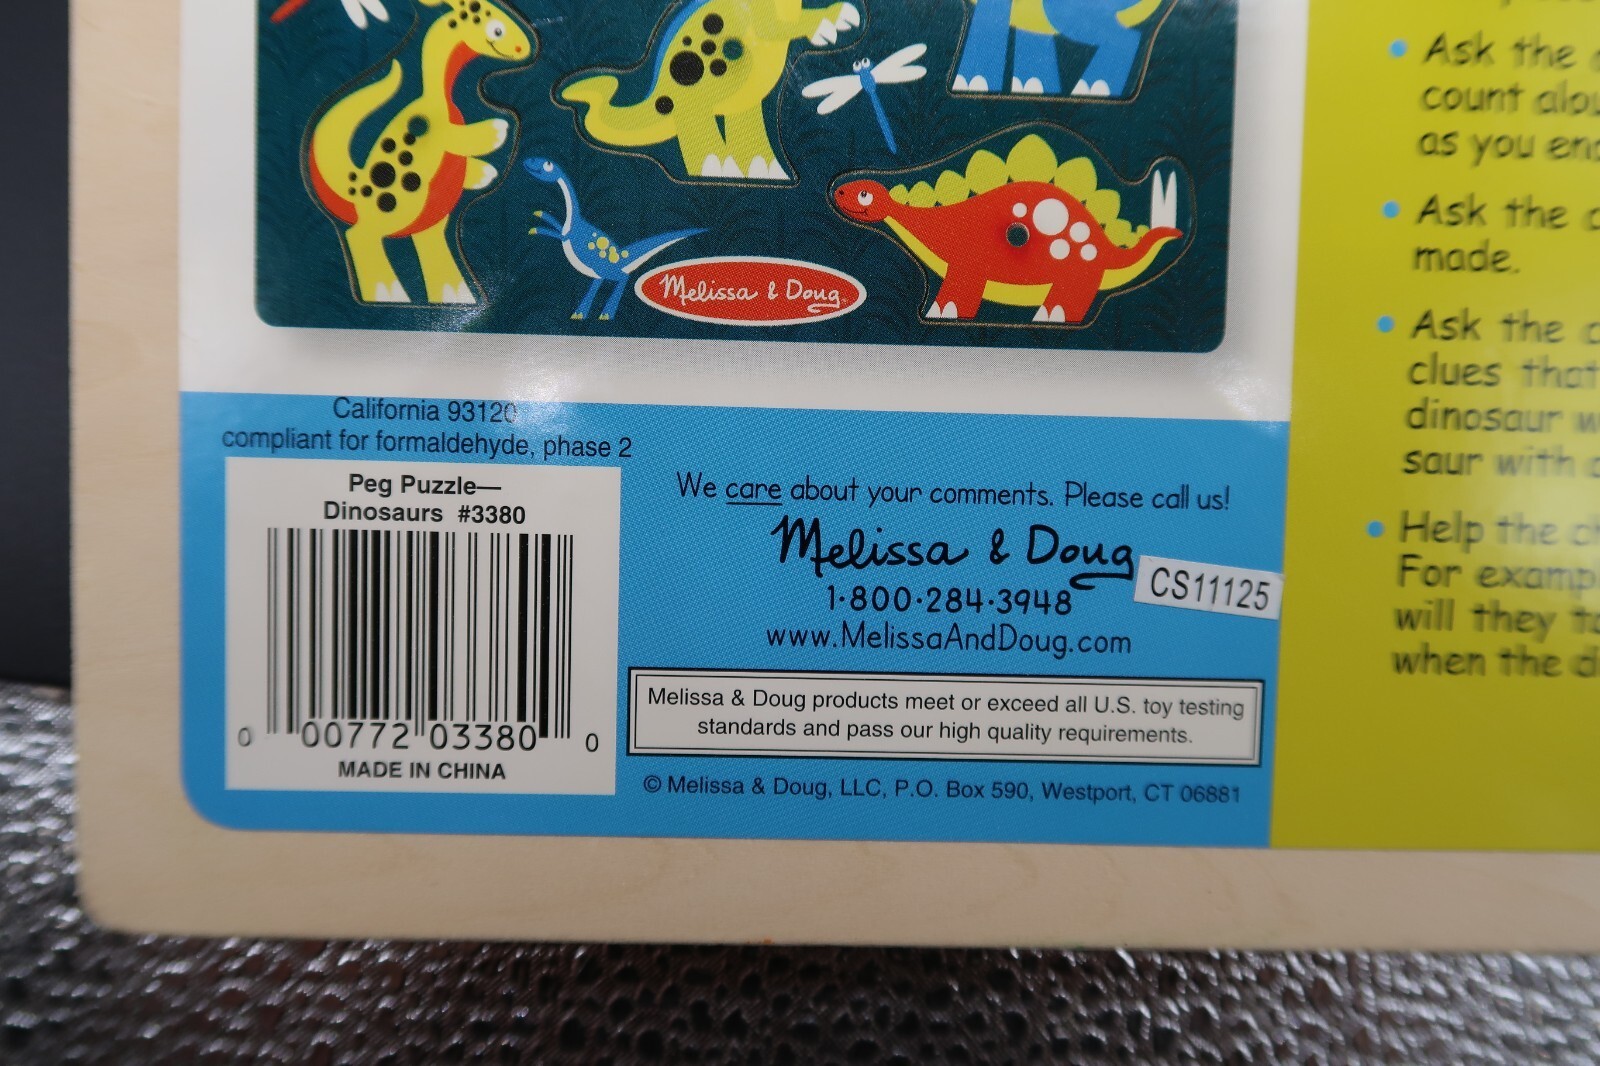 Melissa & Doug
California 93120
compliant for formaldehyde, phase 2
Peg Puzzle—
Dinosaurs #3380
0 00772 03380 0
MADE IN CHINA
We care about your comments. Please call us!
Melissa & Doug
CS11125
1·800·284·3948
www.MelissaAndDoug.com
Melissa & Doug products meet or exceed all U.S. toy testing
standards and pass our high quality requirements.
© Melissa & Doug, LLC, P.O. Box 590, Westport, CT 06881
• Ask the
count
as you
• Ask the
made.
• Ask the
clues that
dinosaur
saur with
• Help the
For
will they
when the